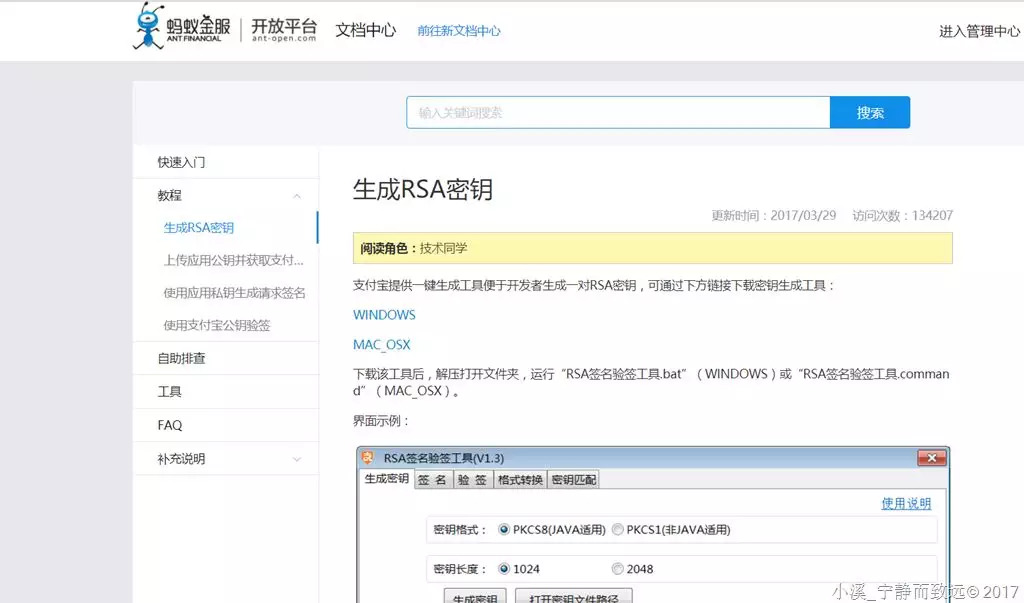 蚂蚁金服
ANT FINANCIAL
开放平台
ant-open.com
文档中心
前往新文档中心
进入管理中心
输入关键词搜索
搜索
快速入门
教程
生成RSA密钥
上传应用公钥并获取支付...
使用应用私钥生成请求签名
使用支付宝公钥验签
自助排查
工具
FAQ
补充说明
生成RSA密钥
更新时间：2017/03/29 访问次数：134207
阅读角色：技术同学
支付宝提供一键生成工具便于开发者生成一对RSA密钥，可通过下方链接下载密钥生成工具：
WINDOWS
MAC_OSX
下载该工具后，解压打开文件夹，运行“RSA签名验签工具.bat”（WINDOWS）或“RSA签名验签工具.comman
d”（MAC_OSX）。
界面示例：
RSA签名验签工具(V1.3)
生成密钥 签 名 验 签 格式转换 密钥匹配
使用说明
密钥格式： PKCS8(JAVA适用) PKCS1(非JAVA适用)
密钥长度： 1024 2048
生成密钥 打开密钥文件路径
小溪_宁静而致远© 2017